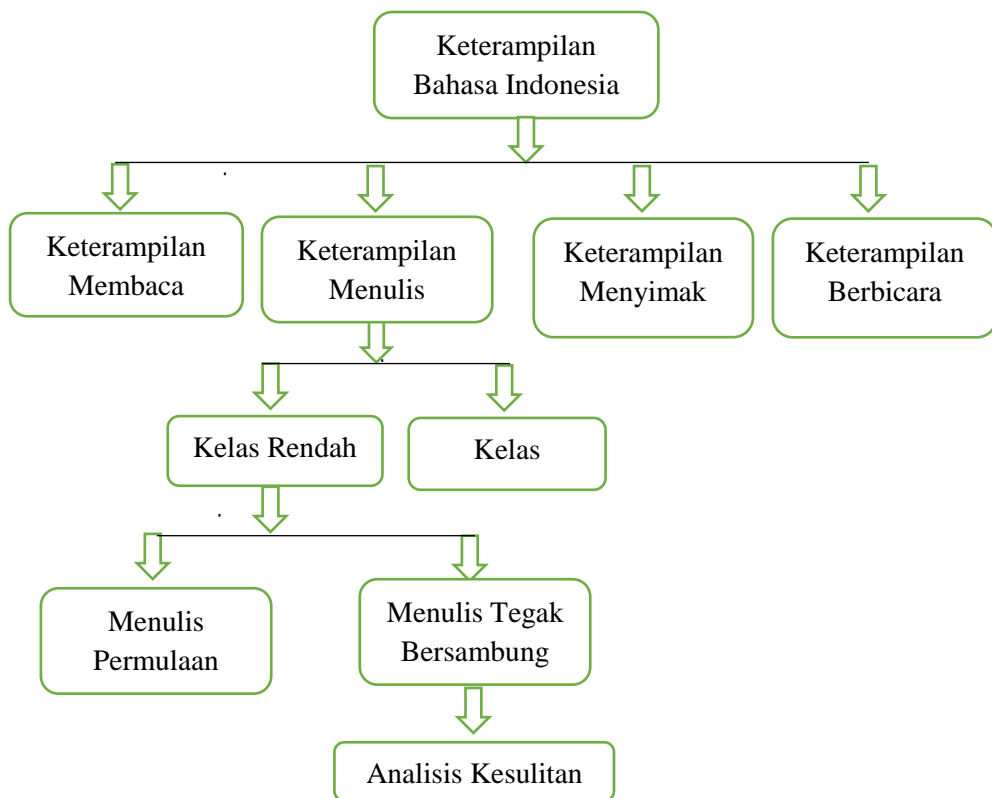 Keterampilan
Bahasa Indonesia
Keterampilan
Membaca
Keterampilan
Menulis
Keterampilan
Menyimak
Keterampilan
Berbicara
Kelas Rendah
Kelas
Menulis
Permulaan
Menulis Tegak
Bersambung
Analisis Kesulitan